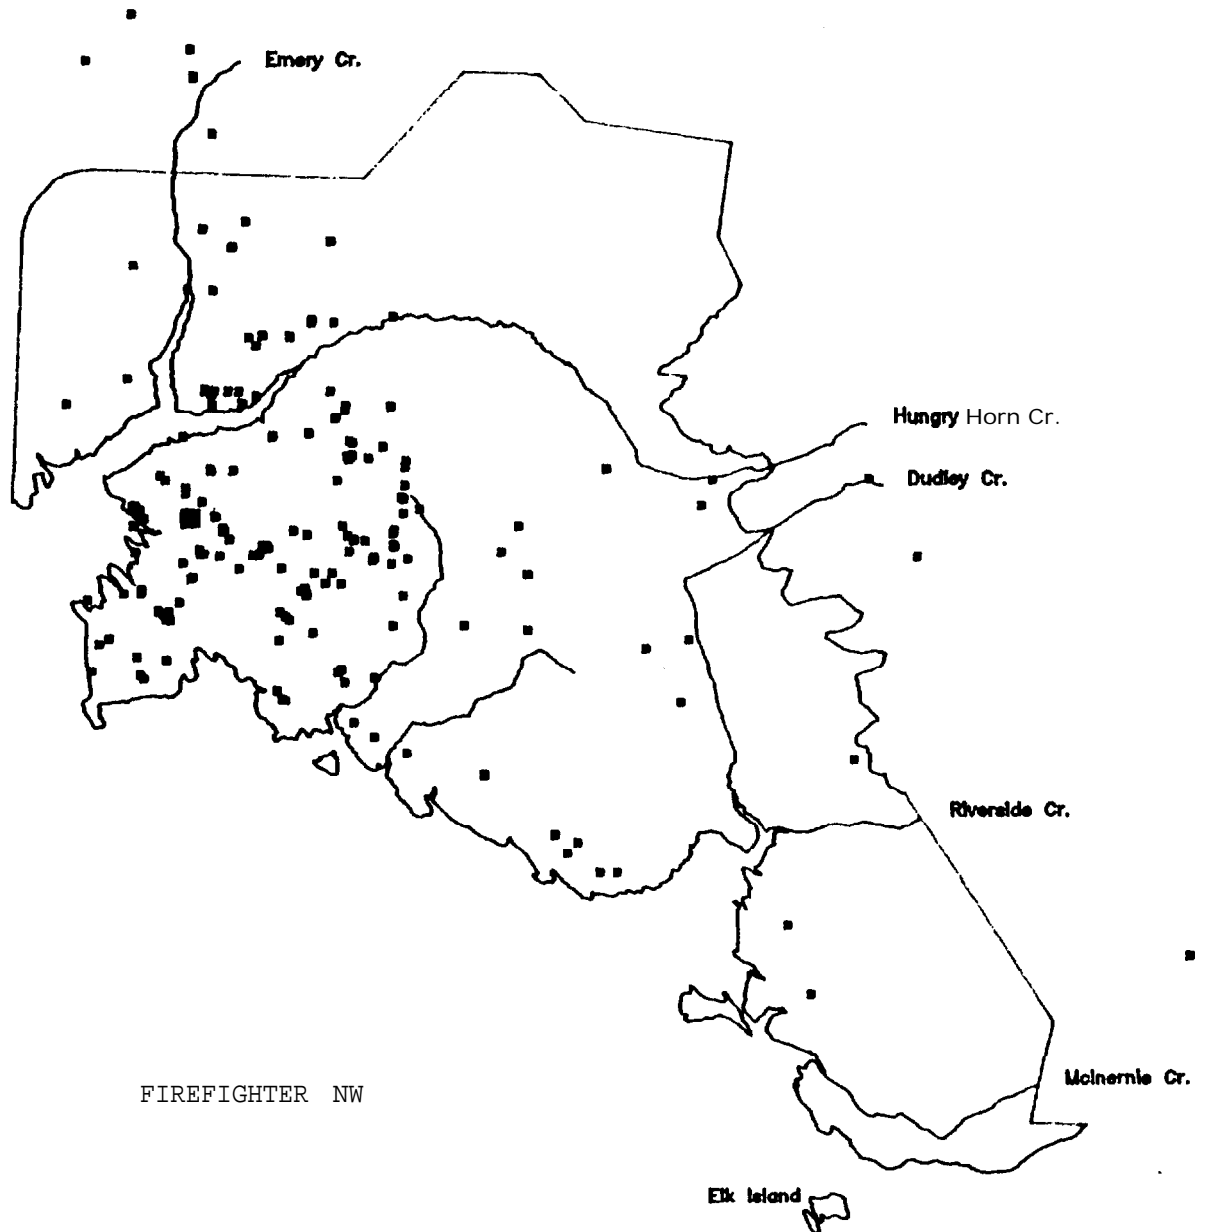 Emery Cr.
Hungry Horn Cr.
Dudley Cr.
Riverside Cr.
McInernie Cr.
FIREFIGHTER NW
Elk Island